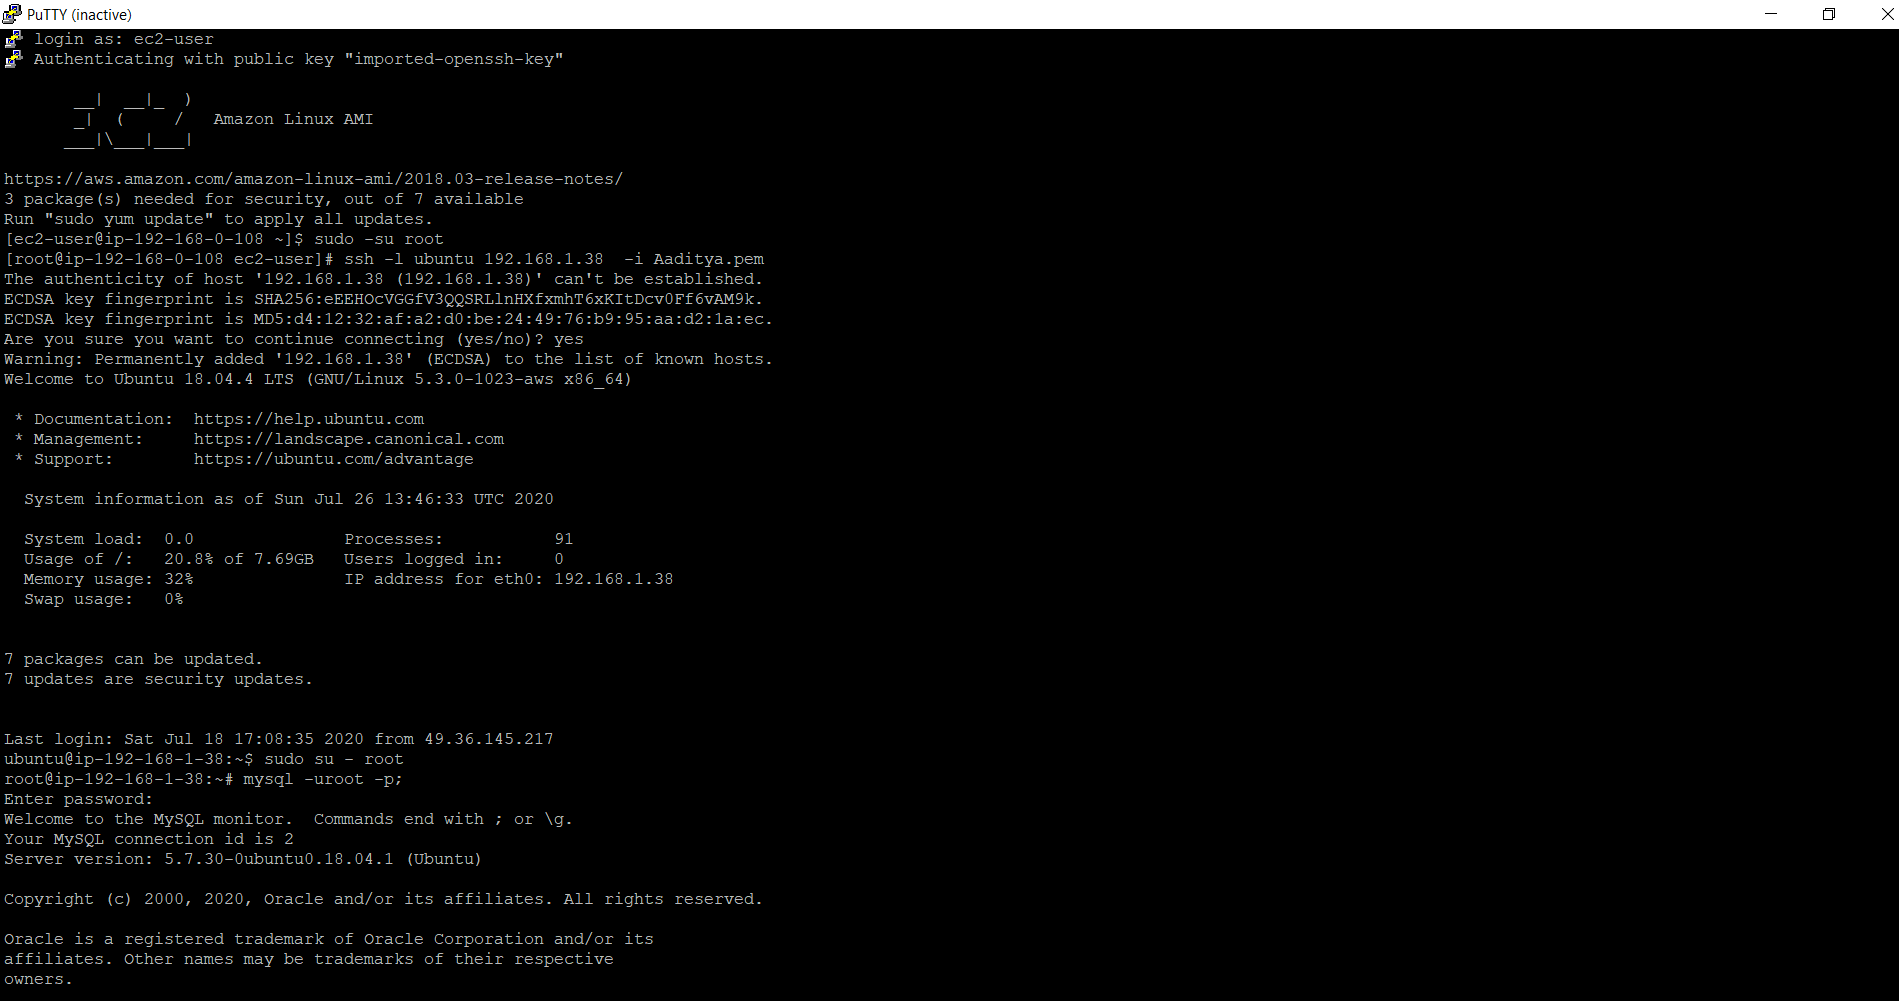 PuTTY (inactive)
login as: ec2-user
Authenticating with public key "imported-openssh-key"
__|  __|_  )
_|  (     /   Amazon Linux AMI
___|\___|___|
https://aws.amazon.com/amazon-linux-ami/2018.03-release-notes/
3 package(s) needed for security, out of 7 available
Run "sudo yum update" to apply all updates.
[ec2-user@ip-192-168-0-108 ~]$ sudo -su root
[root@ip-192-168-0-108 ec2-user]# ssh -l ubuntu 192.168.1.38  -i Aaditya.pem
The authenticity of host '192.168.1.38 (192.168.1.38)' can't be established.
ECDSA key fingerprint is SHA256:eEEHOcVGGfV3QQSRLlnHXfxmhT6xKItDcv0Ff6vAM9k.
ECDSA key fingerprint is MD5:d4:12:32:af:a2:d0:be:24:49:76:b9:95:aa:d2:1a:ec.
Are you sure you want to continue connecting (yes/no)? yes
Warning: Permanently added '192.168.1.38' (ECDSA) to the list of known hosts.
Welcome to Ubuntu 18.04.4 LTS (GNU/Linux 5.3.0-1023-aws x86_64)
* Documentation:  https://help.ubuntu.com
* Management:     https://landscape.canonical.com
* Support:        https://ubuntu.com/advantage
System information as of Sun Jul 26 13:46:33 UTC 2020
System load:  0.0               Processes:           91
Usage of /:   20.8% of 7.69GB   Users logged in:     0
Memory usage: 32%               IP address for eth0: 192.168.1.38
Swap usage:   0%
7 packages can be updated.
7 updates are security updates.
Last login: Sat Jul 18 17:08:35 2020 from 49.36.145.217
ubuntu@ip-192-168-1-38:~$ sudo su - root
root@ip-192-168-1-38:~# mysql -uroot -p;
Enter password:
Welcome to the MySQL monitor.  Commands end with ; or \g.
Your MySQL connection id is 2
Server version: 5.7.30-0ubuntu0.18.04.1 (Ubuntu)
Copyright (c) 2000, 2020, Oracle and/or its affiliates. All rights reserved.
Oracle is a registered trademark of Oracle Corporation and/or its
affiliates. Other names may be trademarks of their respective
owners.